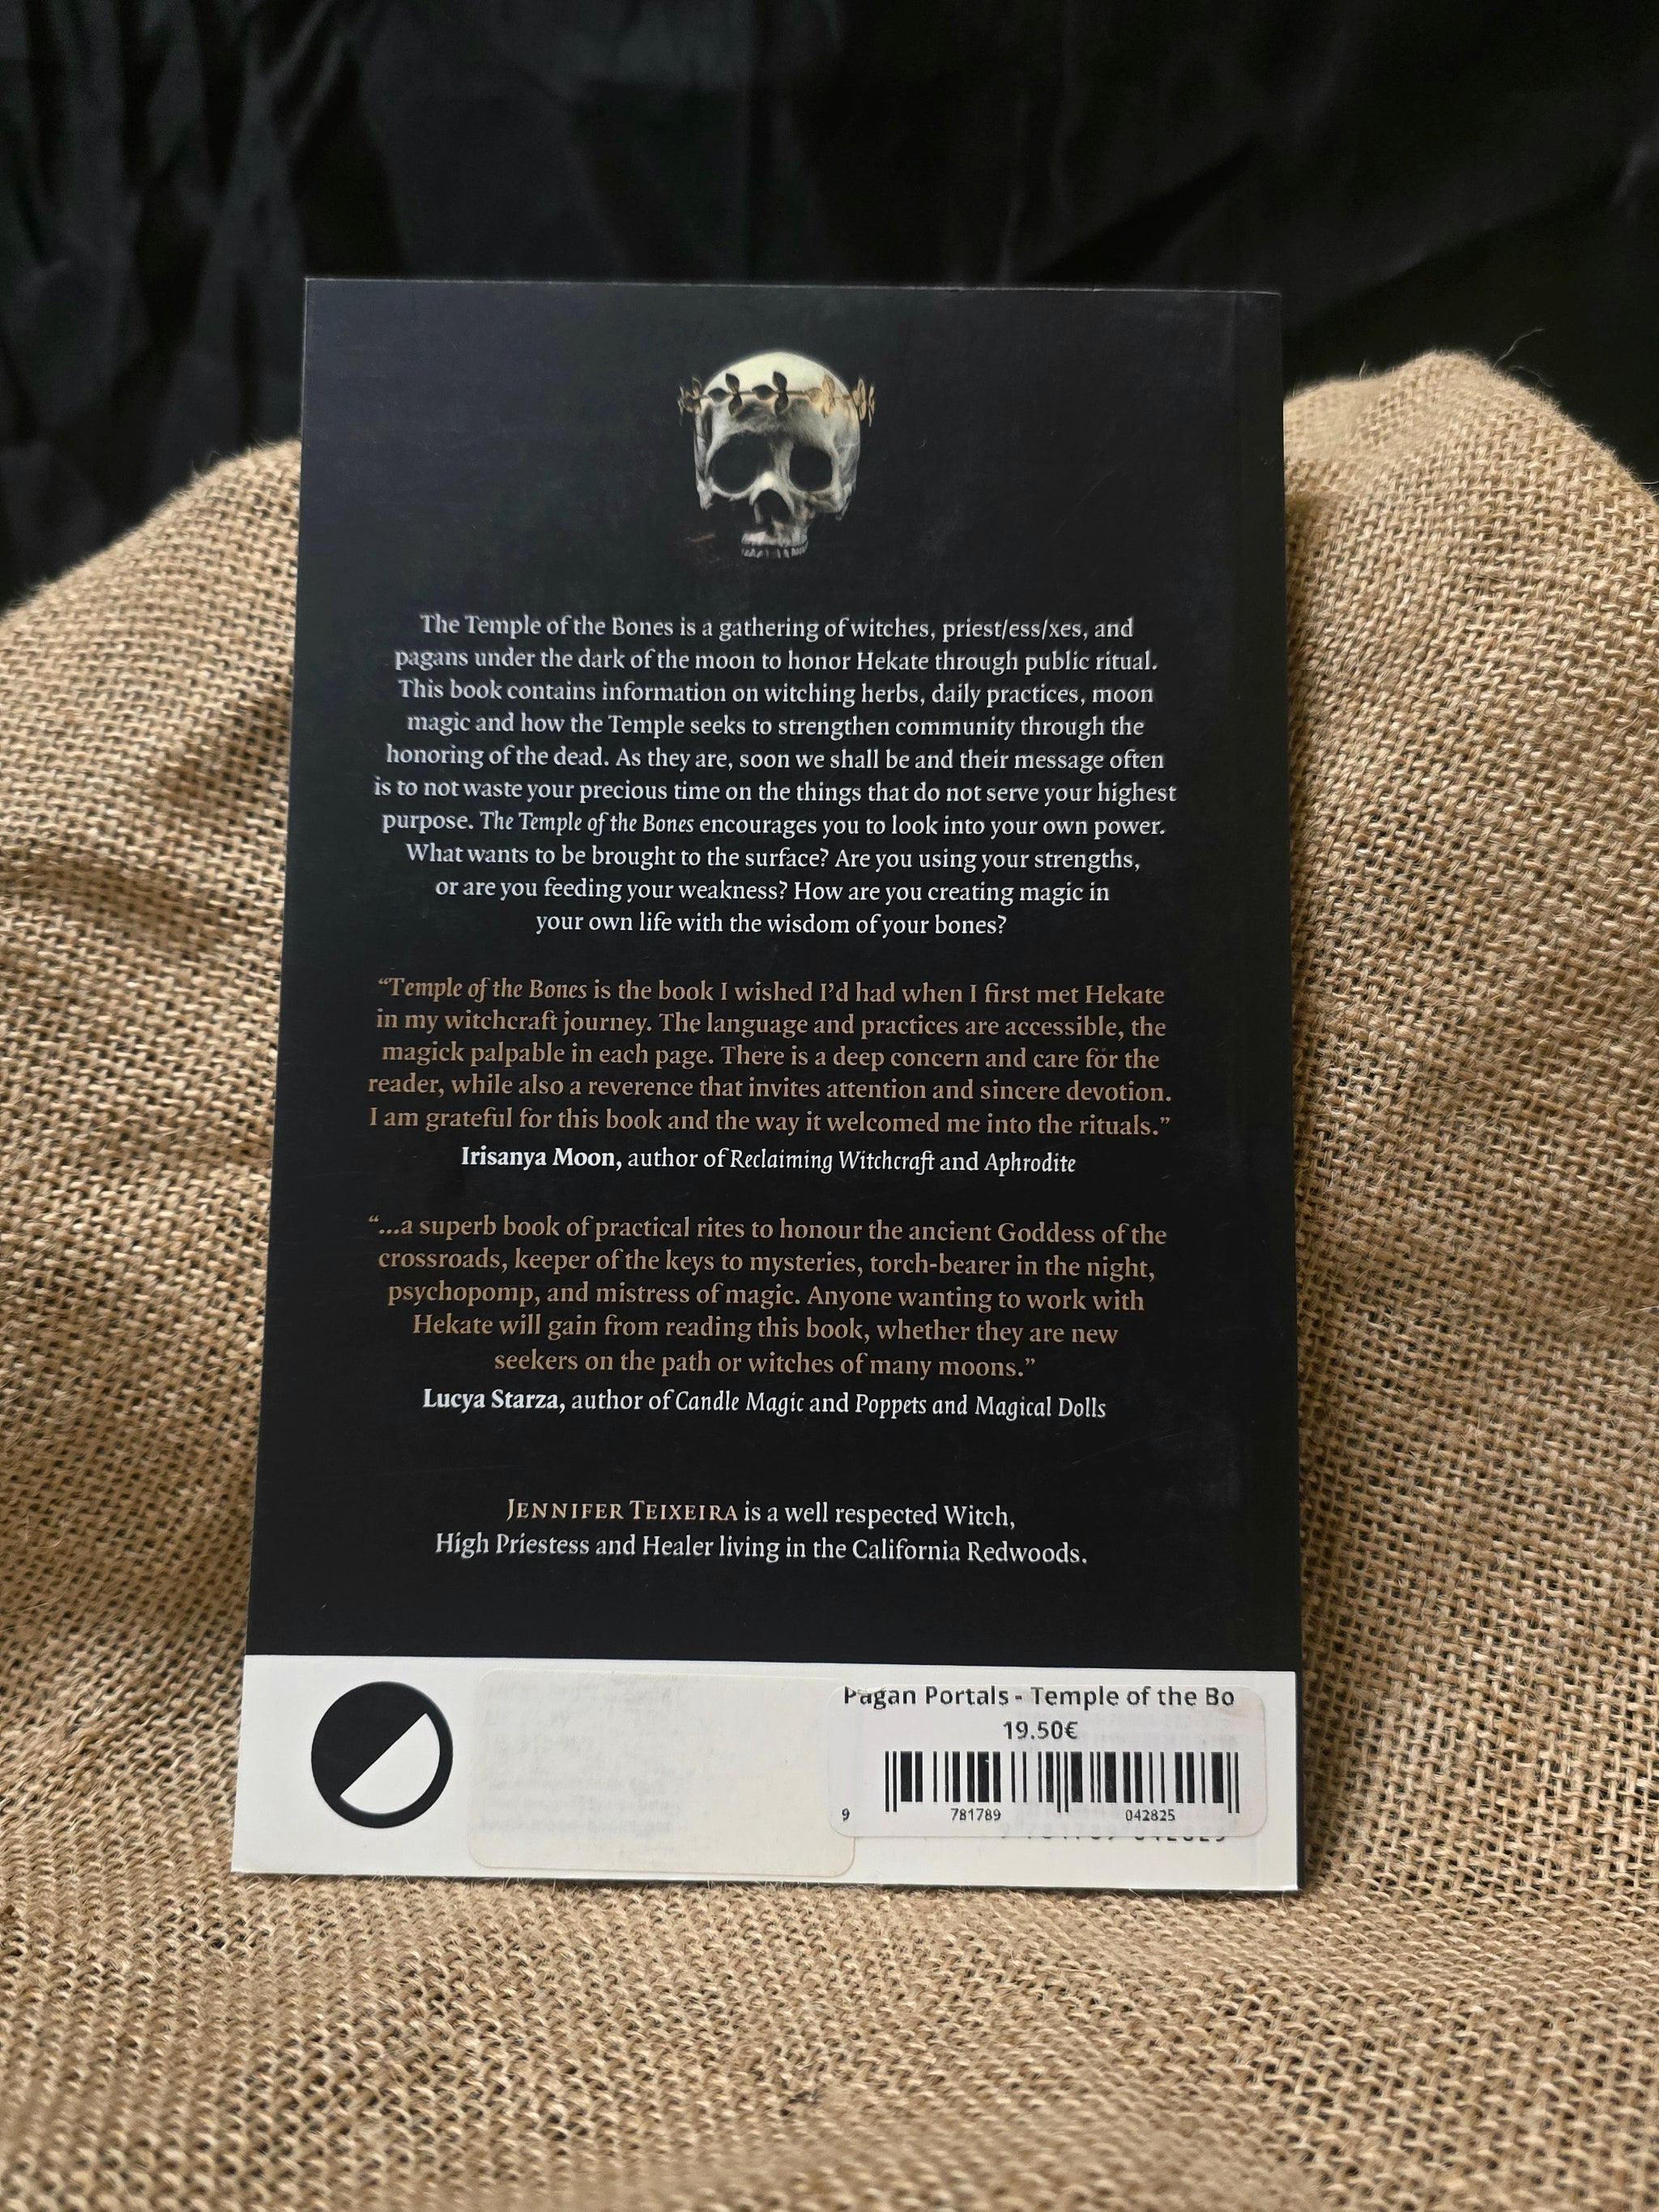 The Temple of the Bones is a gathering of witches, priest/ess/xes, and
pagans under the dark of the moon to honor Hekate through public ritual.
This book contains information on witching herbs, daily practices, moon
magic and how the Temple seeks to strengthen community through the
honoring of the dead. As they are, soon we shall be and their message often
is to not waste your precious time on the things that do not serve your highest
purpose. The Temple of the Bones encourages you to look into your own power.
What wants to be brought to the surface? Are you using your strengths,
or are you feeding your weakness? How are you creating magic in
your own life with the wisdom of your bones?
“Temple of the Bones is the book I wished I’d had when I first met Hekate
in my witchcraft journey. The language and practices are accessible, the
magick palpable in each page. There is a deep concern and care for the
reader, while also a reverence that invites attention and sincere devotion.
I am grateful for this book and the way it welcomed me into the rituals.”
Irisanya Moon, author of Reclaiming Witchcraft and Aphrodite
“...a superb book of practical rites to honour the ancient Goddess of the
crossroads, keeper of the keys to mysteries, torch-bearer in the night,
psychopomp, and mistress of magic. Anyone wanting to work with
Hekate will gain from reading this book, whether they are new
seekers on the path or witches of many moons.”
Lucya Starza, author of Candle Magic and Poppets and Magical Dolls
JENNIFER TEIXEIRA is a well respected Witch,
High Priestess and Healer living in the California Redwoods.
Pagan Portals - Temple of the Bo
19.50€
9 781789 042825